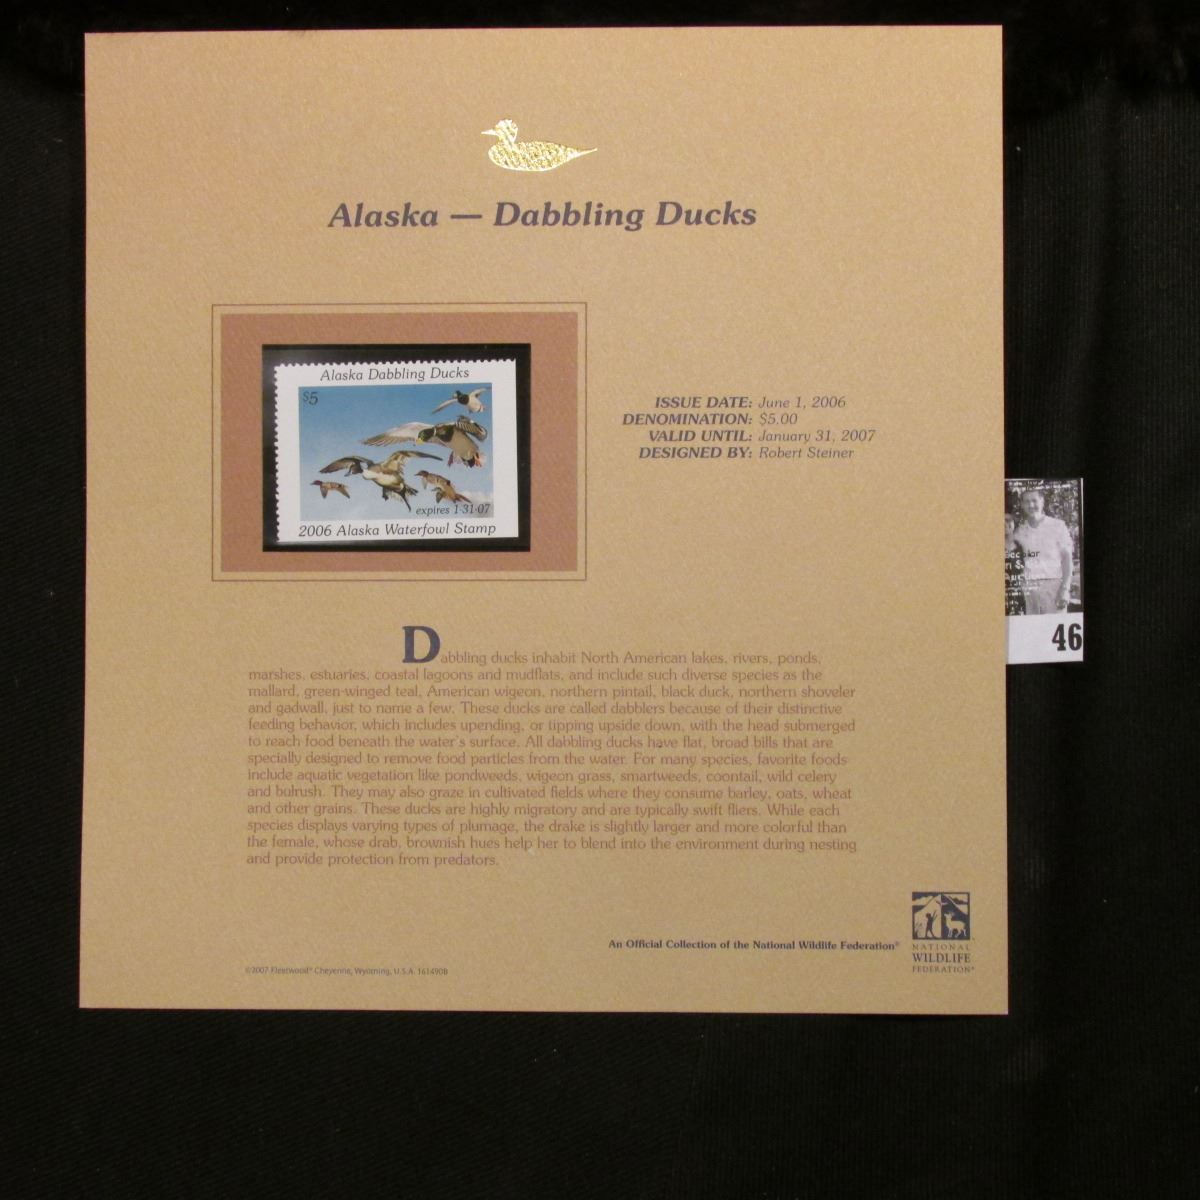 Alaska — Dabbling Ducks
Alaska Dabbling Ducks
$5
expires 1·31·07
2006 Alaska Waterfowl Stamp
ISSUE DATE: June 1, 2006
DENOMINATION: $5.00
VALID UNTIL: January 31, 2007
DESIGNED BY: Robert Steiner
46
Dabbling ducks inhabit North American lakes, rivers, ponds,
marshes, estuaries, coastal lagoons and mudflats, and include such diverse species as the
mallard, green-winged teal, American wigeon, northern pintail, black duck, northern shoveler
and gadwall, just to name a few. These ducks are called dabblers because of their distinctive
feeding behavior, which includes upending, or tipping upside down, with the head submerged
to reach food beneath the water's surface. All dabbling ducks have flat, broad bills that are
specially designed to remove food particles from the water. For many species, favorite foods
include aquatic vegetation like pondweeds, wigeon grass, smartweeds, coontail, wild celery
and bulrush. They may also graze in cultivated fields where they consume barley, oats, wheat
and other grains. These ducks are highly migratory and are typically swift fliers. While each
species displays varying types of plumage, the drake is slightly larger and more colorful than
the female, whose drab, brownish hues help her to blend into the environment during nesting
and provide protection from predators.
An Official Collection of the National Wildlife Federation®
NATIONAL
WILDLIFE
FEDERATION®
©2007 Fleetwood® Cheyenne, Wyoming, U.S.A. 161490B